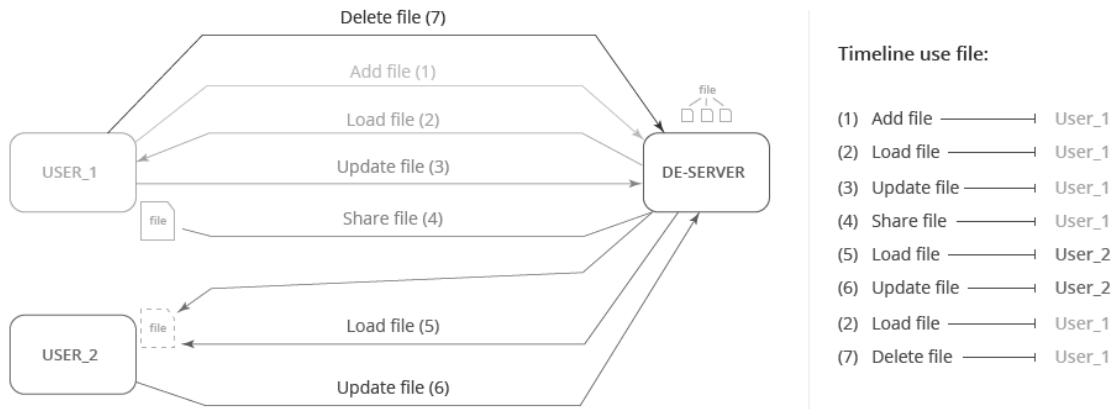 Delete file (7)
Add file (1)
file
Load file (2)
USER_1
Update file (3)
DE-SERVER
file
Share file (4)
file
Load file (5)
USER_2
Update file (6)
Timeline use file:
(1) Add file User_1
(2) Load file User_1
(3) Update file User_1
(4) Share file User_1
(5) Load file User_2
(6) Update file User_2
(2) Load file User_1
(7) Delete file User_1